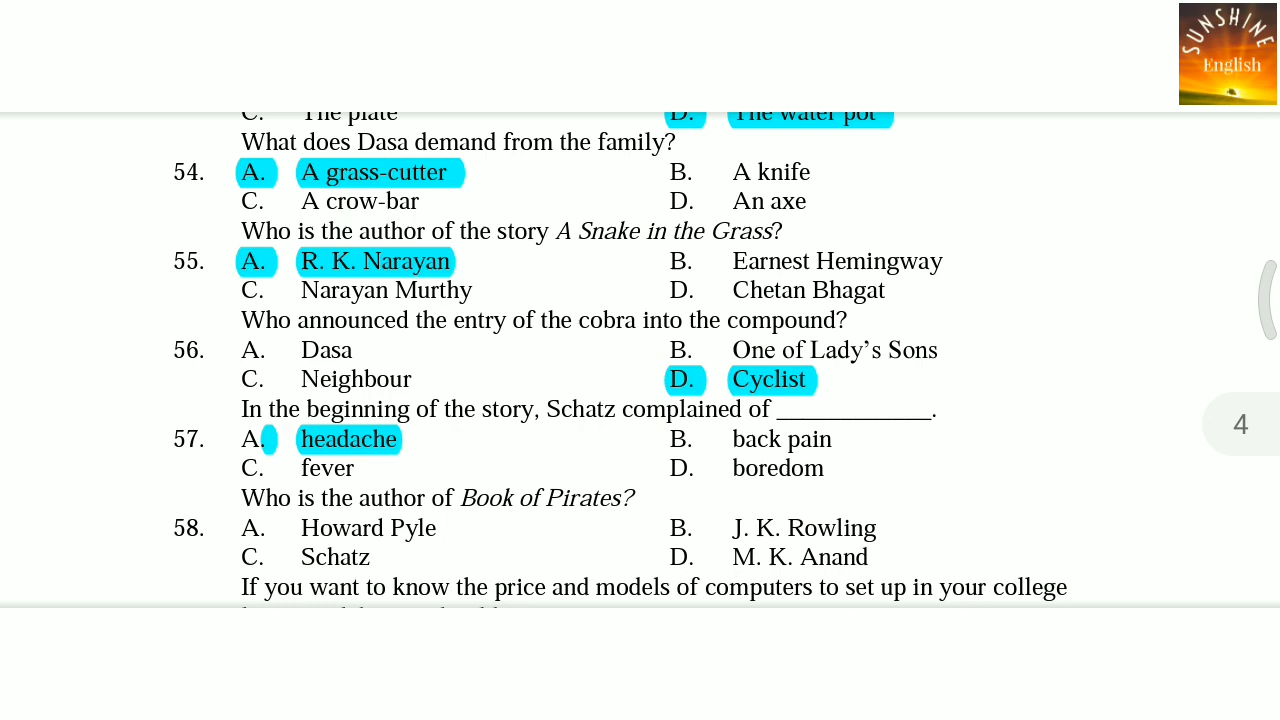 SUNSHINE
English
C. The plate D. The water pot
What does Dasa demand from the family?
54. A. A grass-cutter B. A knife
C. A crow-bar D. An axe
Who is the author of the story A Snake in the Grass?
55. A. R. K. Narayan B. Earnest Hemingway
C. Narayan Murthy D. Chetan Bhagat
Who announced the entry of the cobra into the compound?
56. A. Dasa B. One of Lady’s Sons
C. Neighbour D. Cyclist
In the beginning of the story, Schatz complained of ____________.
57. A. headache B. back pain
C. fever D. boredom
Who is the author of Book of Pirates?
58. A. Howard Pyle B. J. K. Rowling
C. Schatz D. M. K. Anand
If you want to know the price and models of computers to set up in your college
4